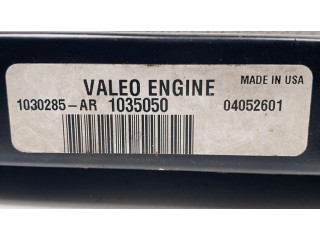 VALEO ENGINE MADE IN USA
1030285-AR 1035050 04052601